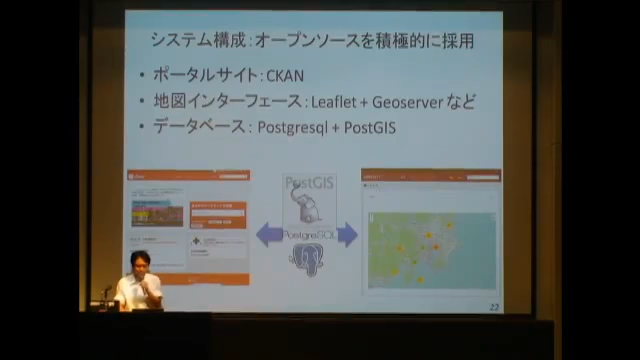 システム構成：オープンソースを積極的に採用
• ポータルサイト：CKAN
• 地図インターフェース：Leaflet + Geoserver など
• データベース： Postgresql + PostGIS
PostGIS
PostgreSQL
22